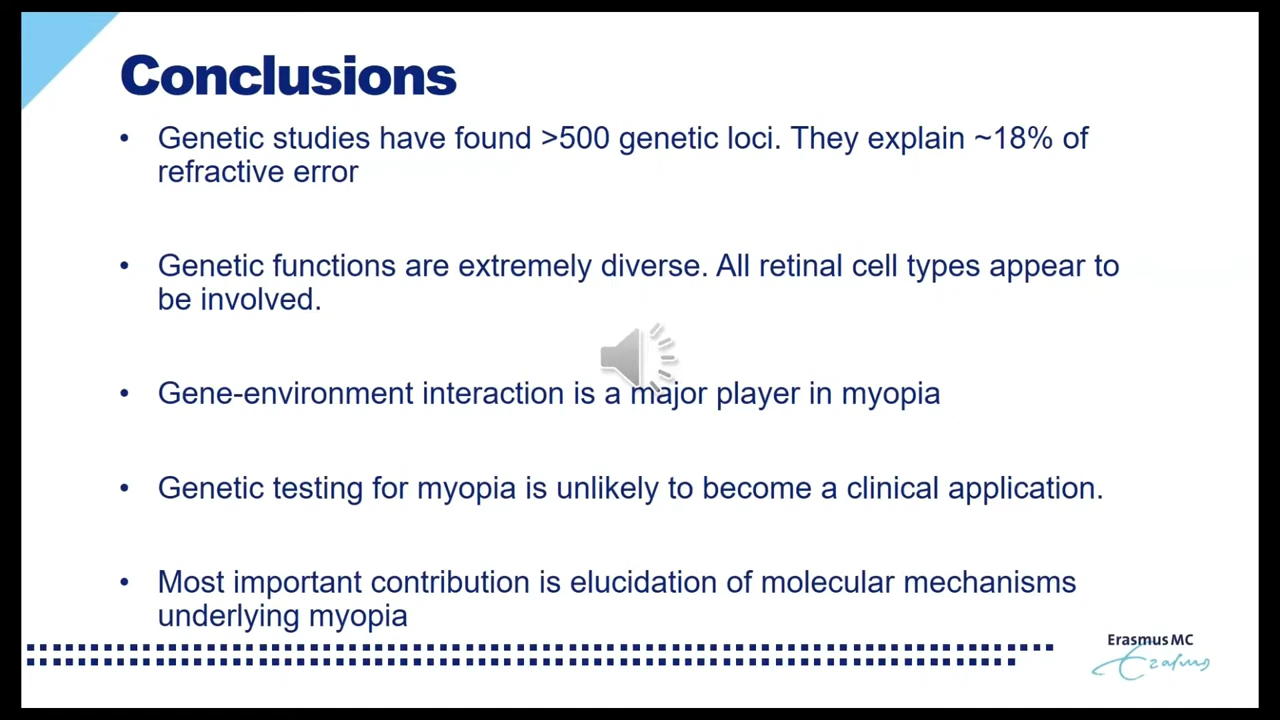 Conclusions
• Genetic studies have found >500 genetic loci. They explain ~18% of
refractive error
• Genetic functions are extremely diverse. All retinal cell types appear to
be involved.
• Gene-environment interaction is a major player in myopia
• Genetic testing for myopia is unlikely to become a clinical application.
• Most important contribution is elucidation of molecular mechanisms
underlying myopia
Erasmus MC
Erasmus